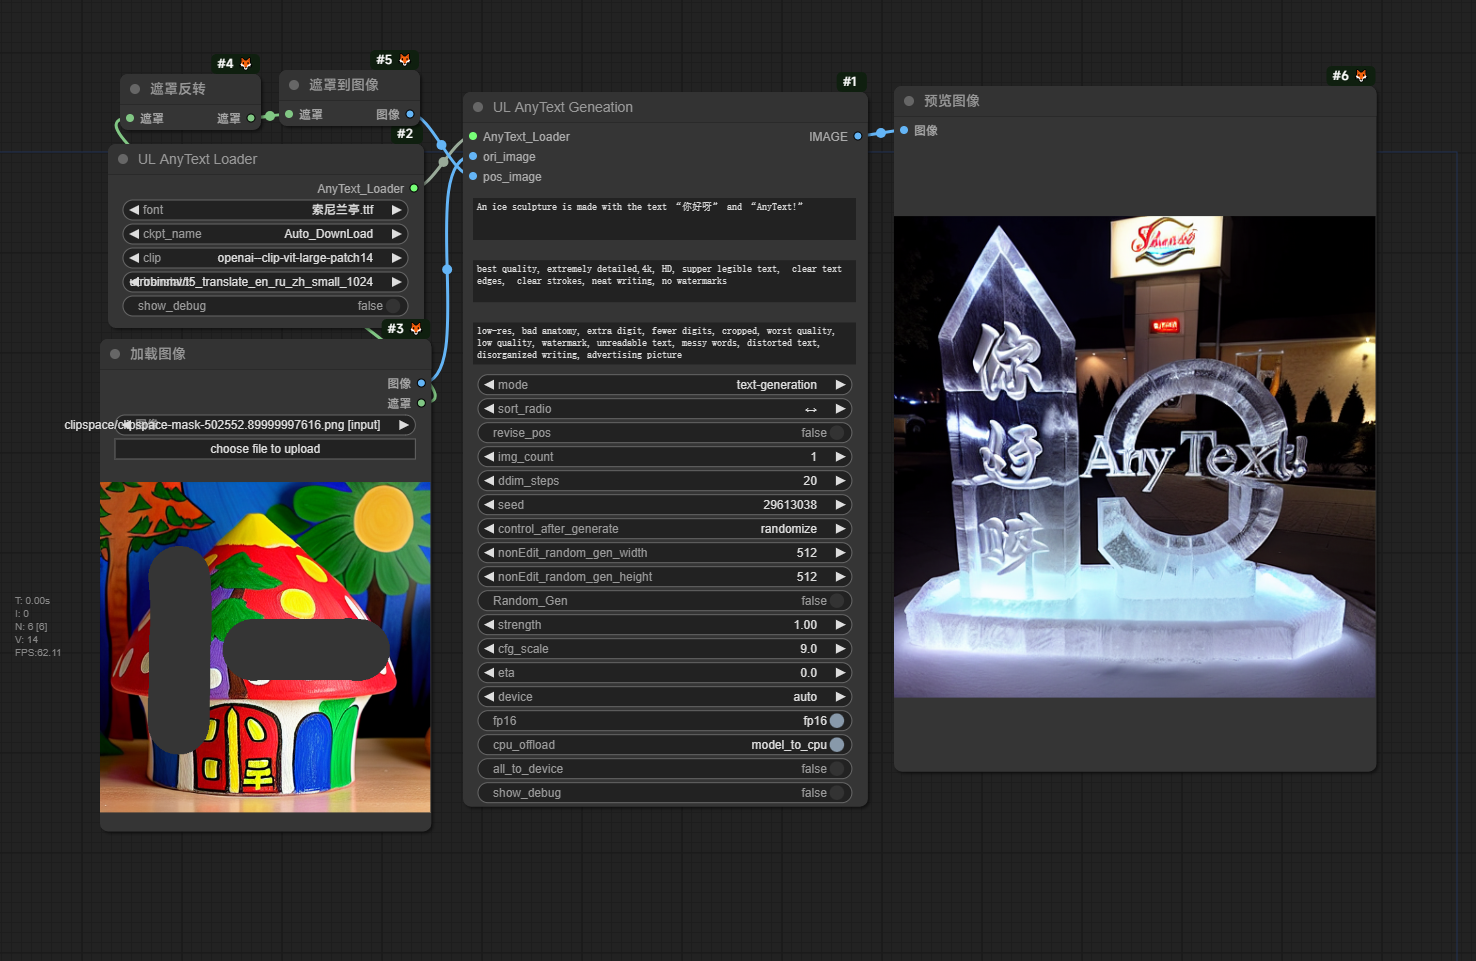 #4
遮罩反转
遮罩
遮罩
#5
遮罩到图像
遮罩
图像
#2
UL AnyText Loader
AnyText_Loader
font
索尼兰亭.ttf
ckpt_name
Auto_DownLoad
clip
openai--clip-vit-large-patch14
t5_translate_en_ru_zh_small_1024
show_debug
false
#3
加载图像
图像
遮罩
clipspace/clipspace-mask-502552.89999997616.png [input]
choose file to upload
T: 0.00s
I: 0
N: 6 [6]
V: 14
FPS:62.11
#1
UL AnyText Geneation
AnyText_Loader
IMAGE
ori_image
pos_image
An ice sculpture is made with the text “你好呀” and “AnyText!”
best quality, extremely detailed,4k, HD, supper legible text,  clear text
edges,  clear strokes, neat writing, no watermarks
low-res, bad anatomy, extra digit, fewer digits, cropped, worst quality,
low quality, watermark, unreadable text, messy words, distorted text,
disorganized writing, advertising picture
mode
text-generation
sort_radio
↔
revise_pos
false
img_count
1
ddim_steps
20
seed
29613038
control_after_generate
randomize
nonEdit_random_gen_width
512
nonEdit_random_gen_height
512
Random_Gen
false
strength
1.00
cfg_scale
9.0
eta
0.0
device
auto
fp16
fp16
cpu_offload
model_to_cpu
all_to_device
false
show_debug
false
#6
预览图像
图像
你
好
呀
AnyText!